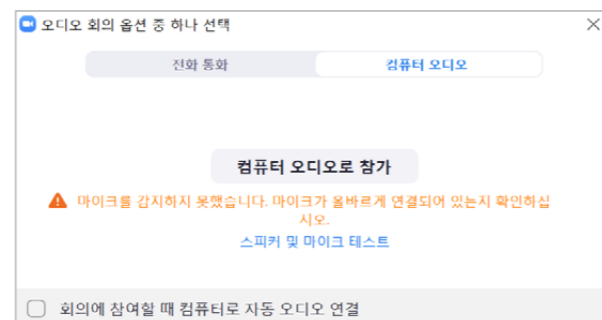 오디오 회의 옵션 중 하나 선택
전화 통화
컴퓨터 오디오
컴퓨터 오디오로 참가
마이크를 감지하지 못했습니다. 마이크가 올바르게 연결되어 있는지 확인하십
시오.
스피커 및 마이크 테스트
회의에 참여할 때 컴퓨터로 자동 오디오 연결